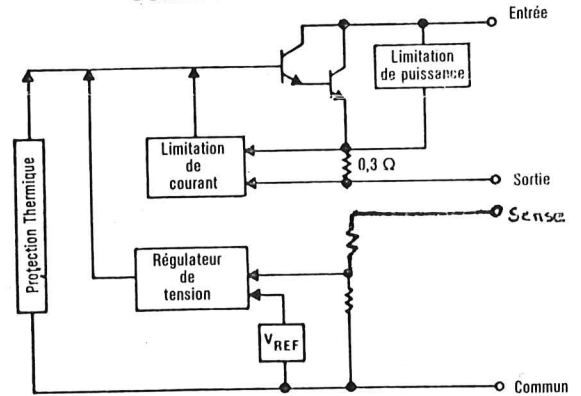 Entrée
Limitation
de puissance
Limitation
de
courant
0,3 Ω
Sortie
Sense
Protection Thermique
Régulateur
de
tension
VREF
Commun